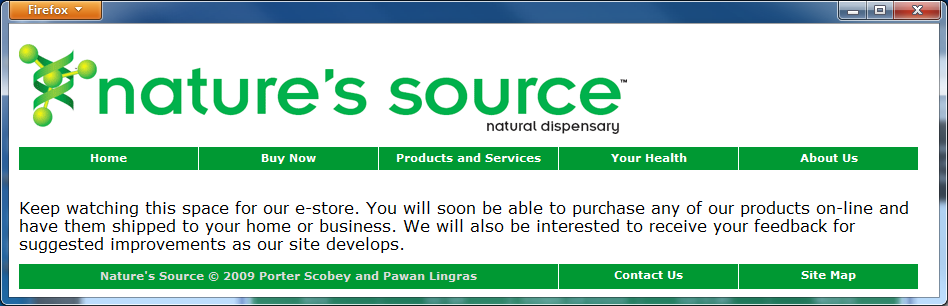 Firefox
nature's source™
natural dispensary
Home Buy Now Products and Services Your Health About Us
Keep watching this space for our e-store. You will soon be able to purchase any of our products on-line and
have them shipped to your home or business. We will also be interested to receive your feedback for
suggested improvements as our site develops.
Nature's Source © 2009 Porter Scobey and Pawan Lingras Contact Us Site Map